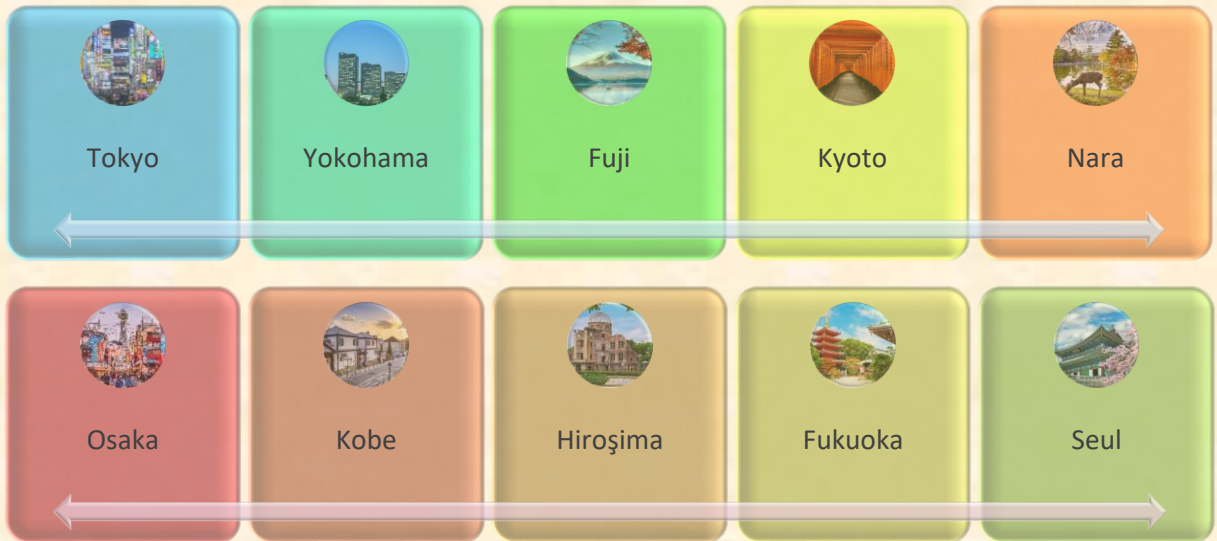 Tokyo
Yokohama
Fuji
Kyoto
Nara
Osaka
Kobe
Hiroşima
Fukuoka
Seul